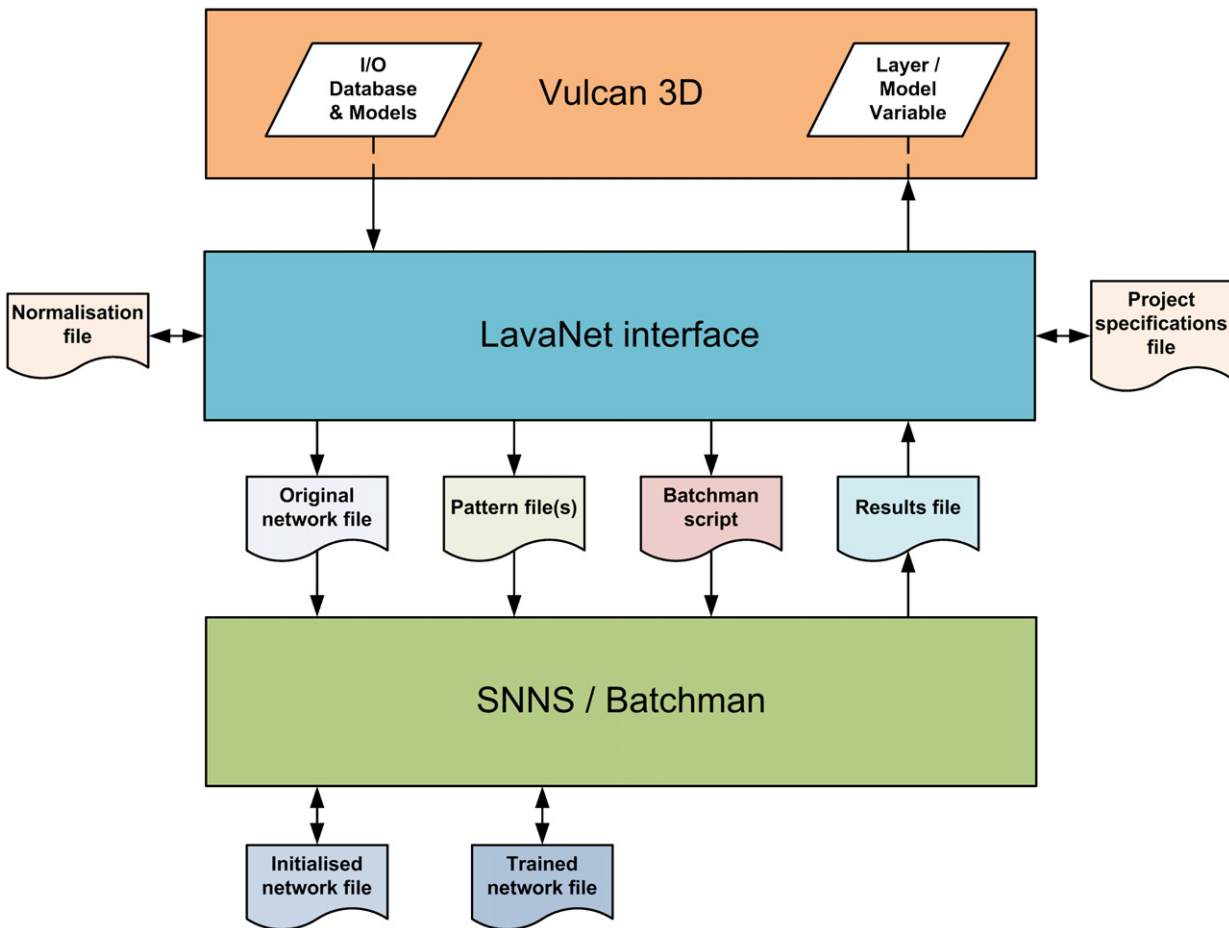 I/O
Database
& Models
Vulcan 3D
Layer /
Model
Variable
Normalisation
file
LavaNet interface
Project
specifications
file
Original
network file
Pattern file(s)
Batchman
script
Results file
SNNS / Batchman
Initialised
network file
Trained
network file